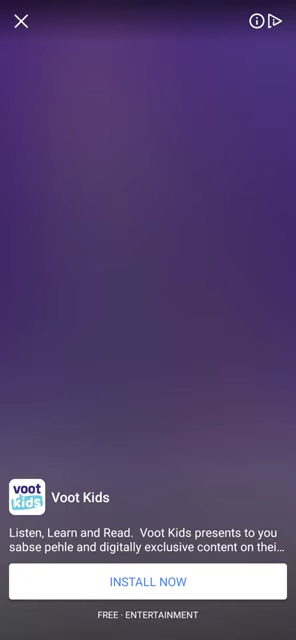 voot
kids
Voot Kids
Listen, Learn and Read. Voot Kids presents to you
sabse pehle and digitally exclusive content on thei...
INSTALL NOW
FREE · ENTERTAINMENT